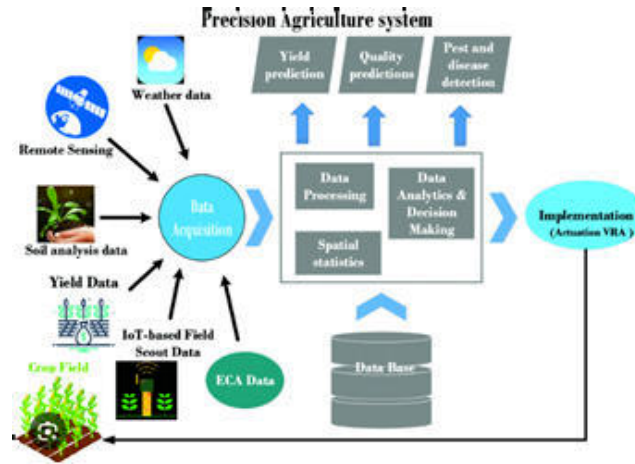 Precision Agriculture system
Yield
prediction
Quality
predictions
Pest and
disease
detection
Weather data
Remote Sensing
Data
Acquisition
Data
Processing
Data
Analytics &
Decision
Making
Spatial
statistics
Implementation
(Actuation VRA )
Soil analysis data
Yield Data
IoT-based Field
Scout Data
ECA Data
Data Base
Crop Field